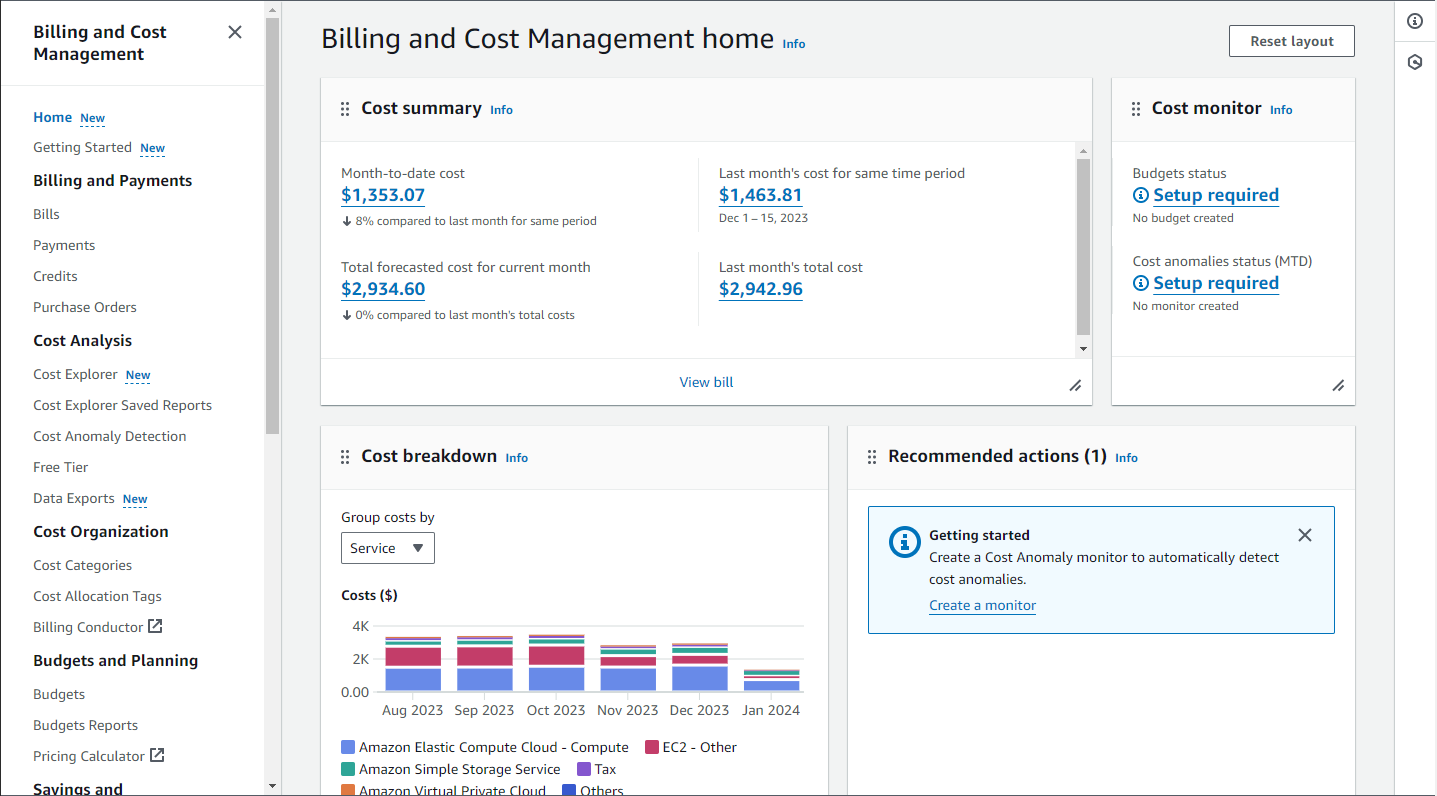 Billing and Cost
Management
Home New
Getting Started New
Billing and Payments
Bills
Payments
Credits
Purchase Orders
Cost Analysis
Cost Explorer New
Cost Explorer Saved Reports
Cost Anomaly Detection
Free Tier
Data Exports New
Cost Organization
Cost Categories
Cost Allocation Tags
Billing Conductor
Budgets and Planning
Budgets
Budgets Reports
Pricing Calculator
Savings and
Billing and Cost Management home Info
Reset layout
Cost summary Info
Month-to-date cost
$1,353.07
8% compared to last month for same period
Last month's cost for same time period
$1,463.81
Dec 1 – 15, 2023
Total forecasted cost for current month
$2,934.60
0% compared to last month's total costs
Last month's total cost
$2,942.96
View bill
Cost monitor Info
Budgets status
Setup required
No budget created
Cost anomalies status (MTD)
Setup required
No monitor created
Cost breakdown Info
Group costs by
Service
Costs ($)
4K
2K
0.00
Aug 2023 Sep 2023 Oct 2023 Nov 2023 Dec 2023 Jan 2024
Amazon Elastic Compute Cloud - Compute EC2 - Other
Amazon Simple Storage Service Tax
Amazon Virtual Private Cloud Others
Recommended actions (1) Info
Getting started
Create a Cost Anomaly monitor to automatically detect
cost anomalies.
Create a monitor